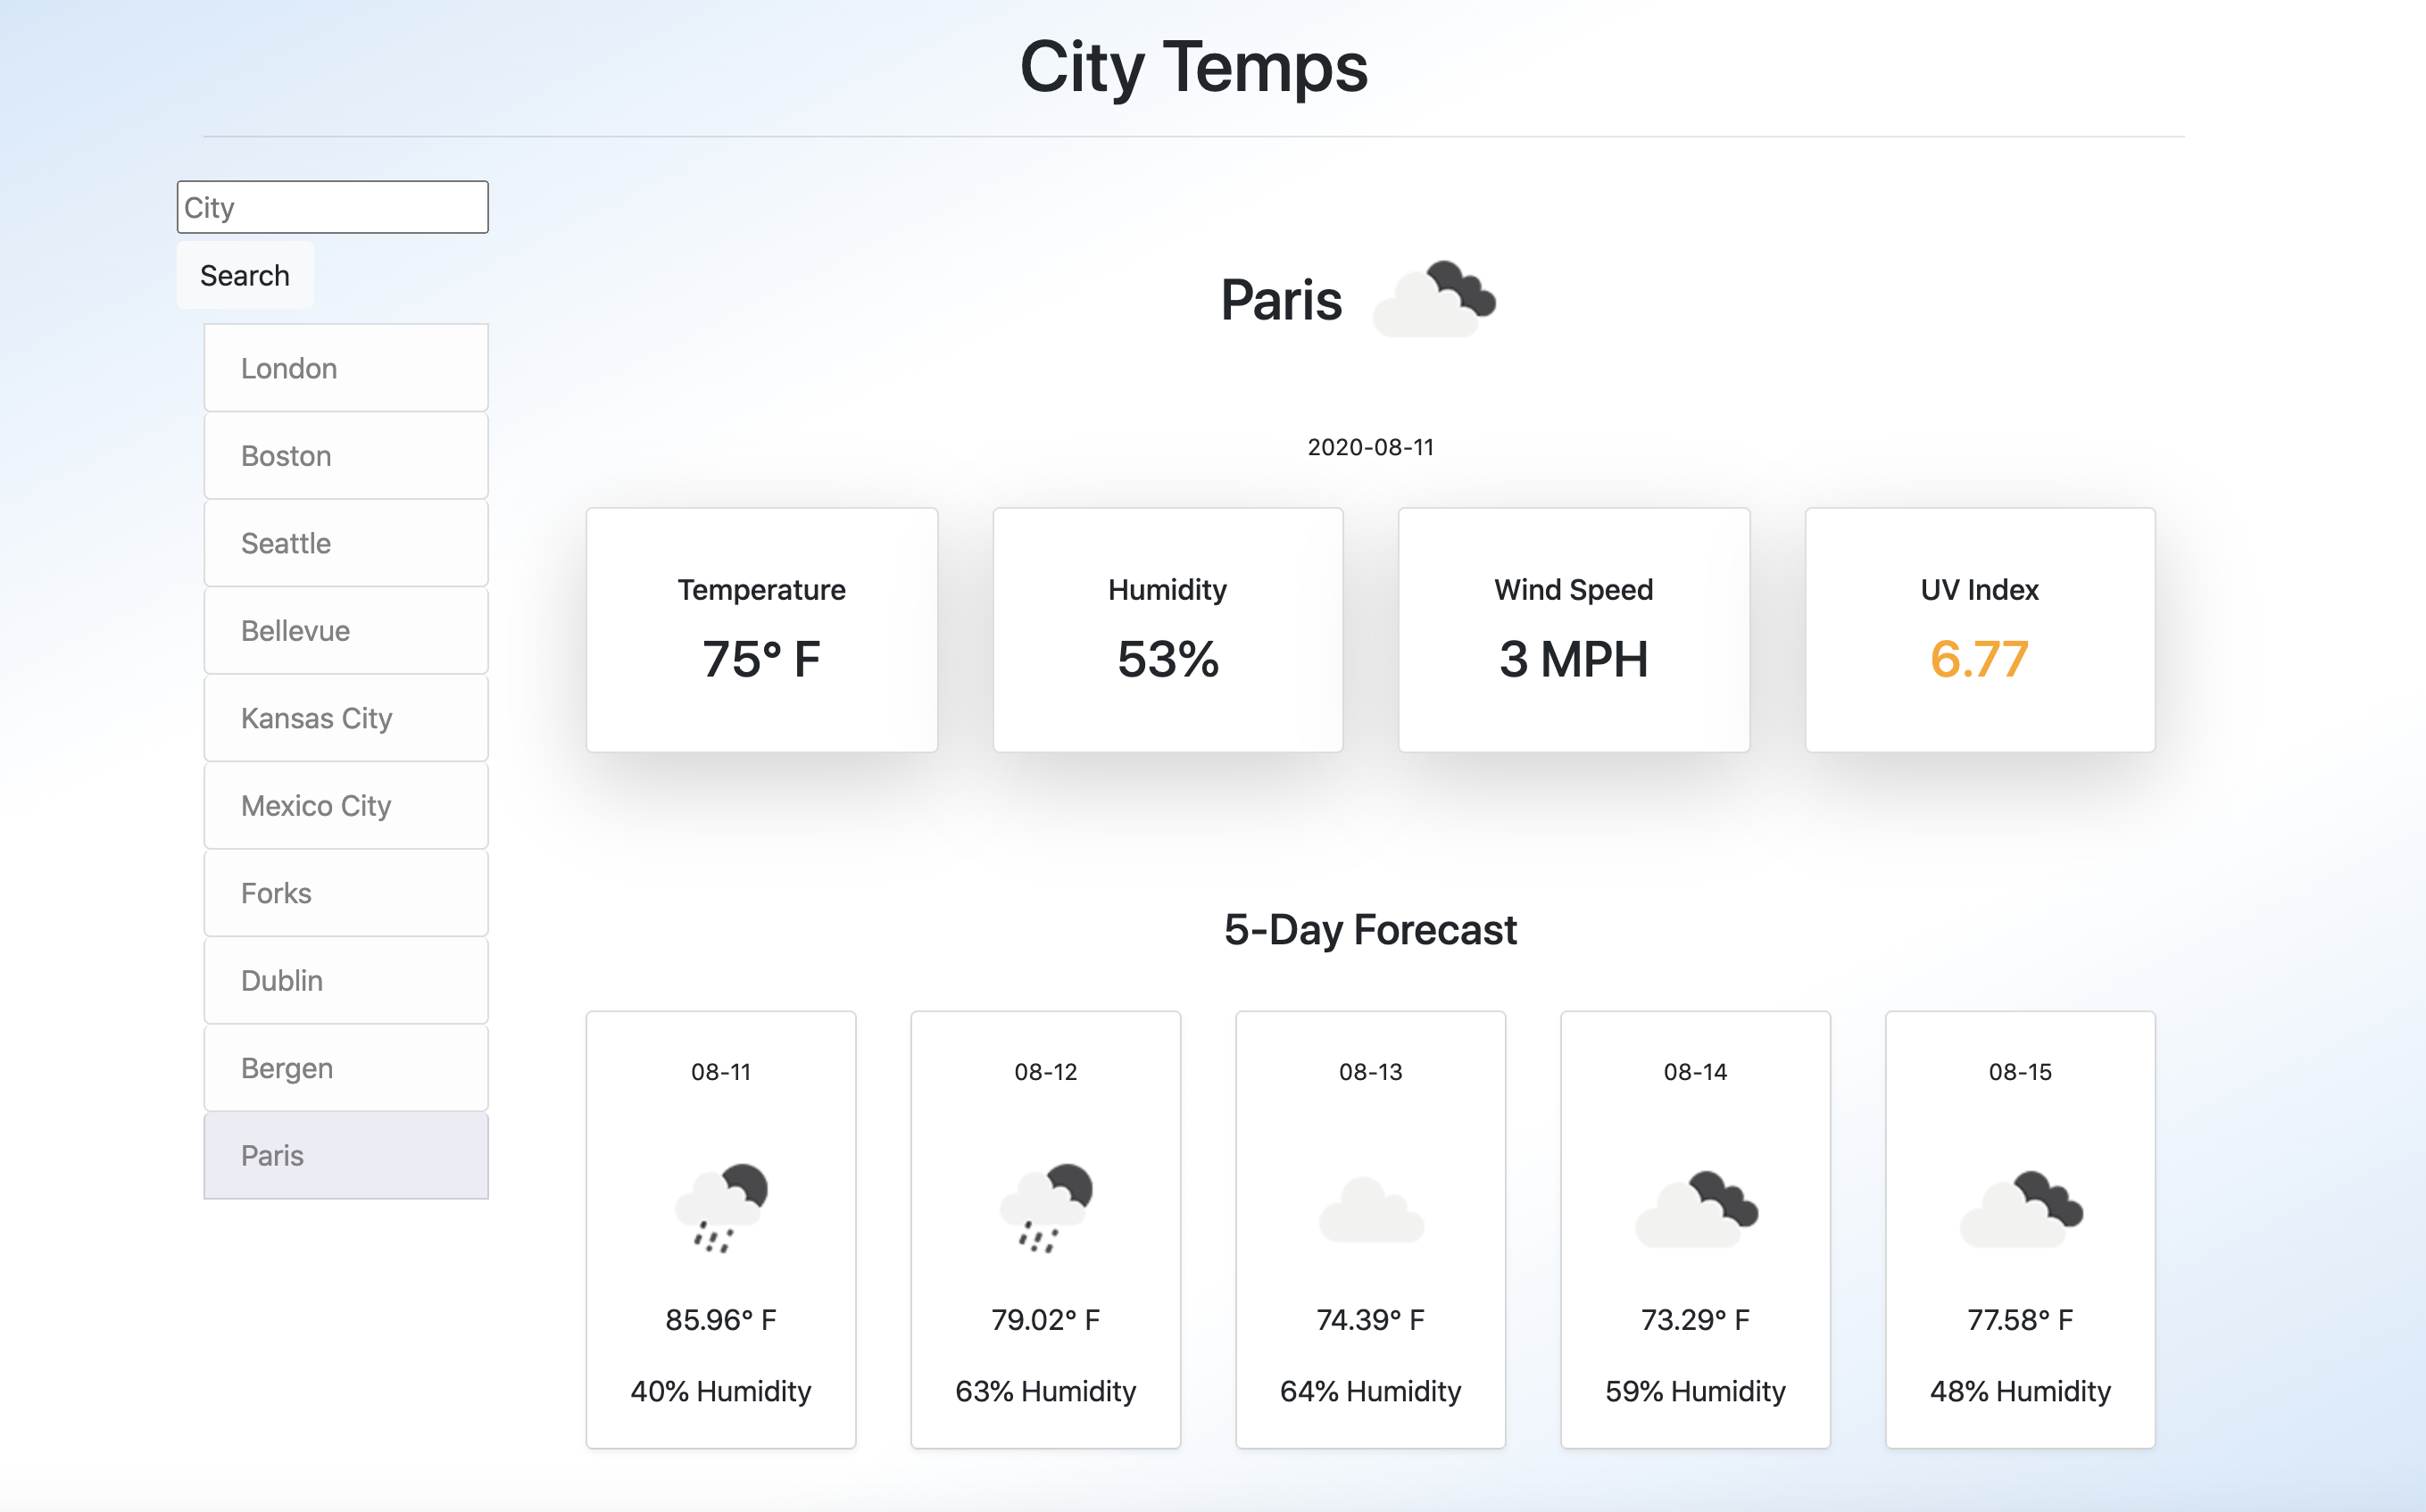 City Temps
City
Search
London
Boston
Seattle
Bellevue
Kansas City
Mexico City
Forks
Dublin
Bergen
Paris
Paris
2020-08-11
Temperature
75° F
Humidity
53%
Wind Speed
3 MPH
UV Index
6.77
5-Day Forecast
08-11
85.96° F
40% Humidity
08-12
79.02° F
63% Humidity
08-13
74.39° F
64% Humidity
08-14
73.29° F
59% Humidity
08-15
77.58° F
48% Humidity